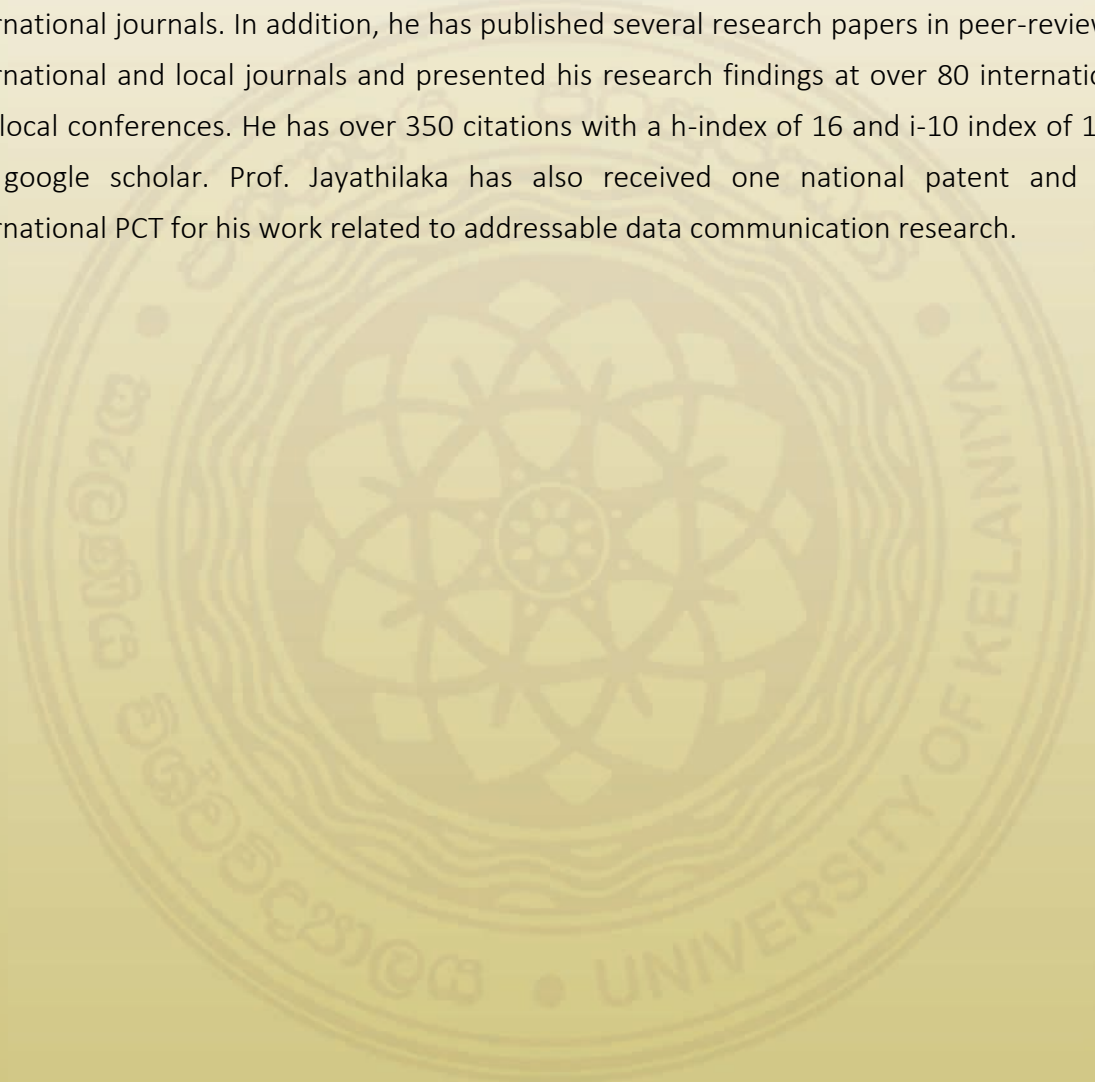 rnational journals. In addition, he has published several research papers in peer-review
rnational and local journals and presented his research findings at over 80 internatio
local conferences. He has over 350 citations with a h-index of 16 and i-10 index of 1
google scholar. Prof. Jayathilaka has also received one national patent and
rnational PCT for his work related to addressable data communication research.
UNIVERSITY OF KELANIYA